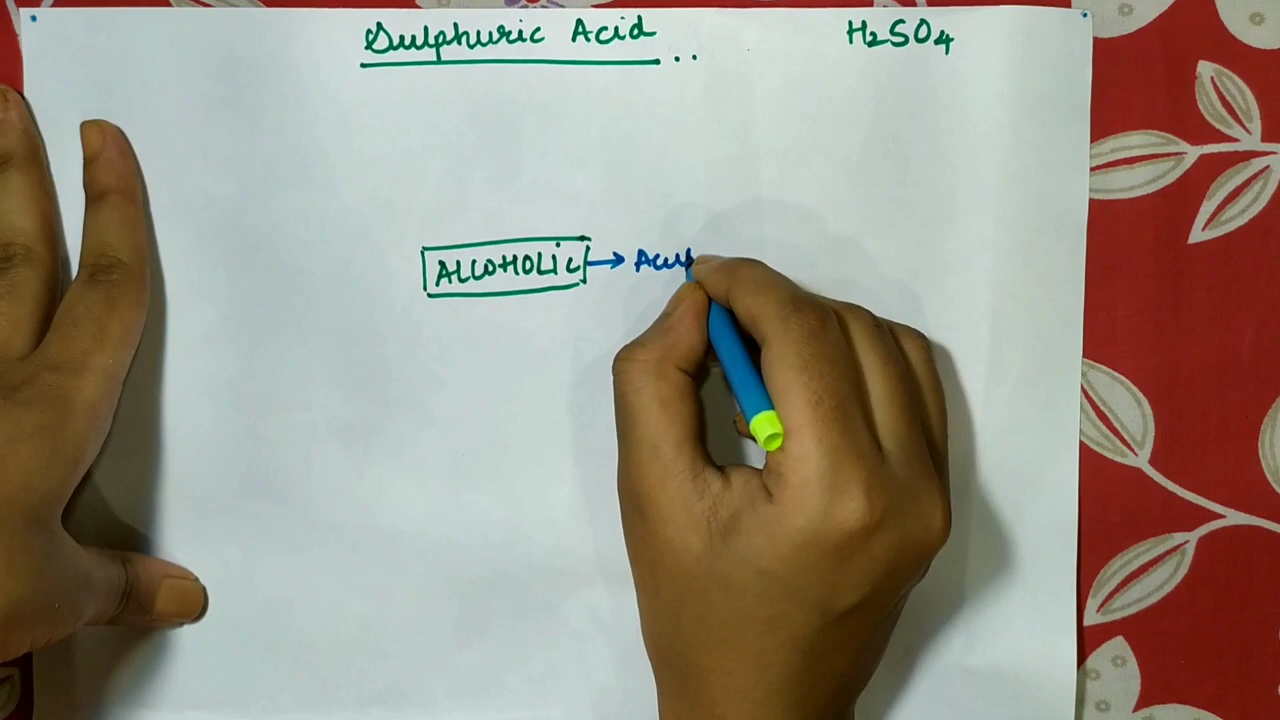 Sulphuric Acid .. H2SO4
ALCOHOLiC →